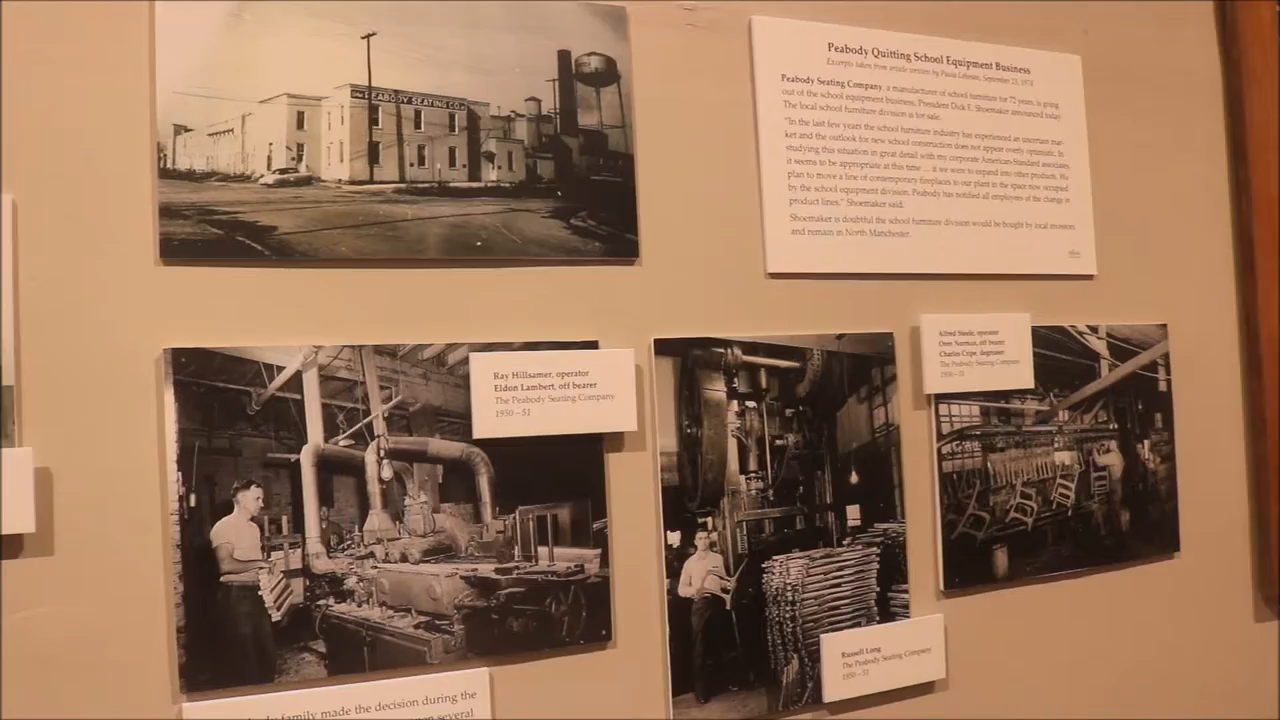 PEABODY SEATING CO.
Peabody Quitting School Equipment Business
Excerpts taken from article written by Paula Lehman, September 25, 1974
Peabody Seating Company, a manufacturer of school furniture for 72 years, is going
out of the school equipment business, President Dick E. Shoemaker announced today.
The local school furniture division is for sale.
"In the last few years the school furniture industry has experienced an uncertain mar-
ket and the outlook for new school construction does not appear overly optimistic. In
studying this situation in great detail with my corporate American-Standard associates,
it seems to be appropriate at this time ... if we were to expand into other products. We
plan to move a line of contemporary fireplaces to our plant in the space now occupied
by the school equipment division. Peabody has notified all employees of the change in
product lines," Shoemaker said.
Shoemaker is doubtful the school furniture division would be bought by local investors
and remain in North Manchester.
Ray Hillsamer, operator
Eldon Lambert, off bearer
The Peabody Seating Company
1950 – 51
Alfred Steele, operator
Oren Norman, off bearer
Charles Cripe, degreaser
The Peabody Seating Company
1950 – 51
Russell Long
The Peabody Seating Company
1950 – 51
family made the decision during the
several